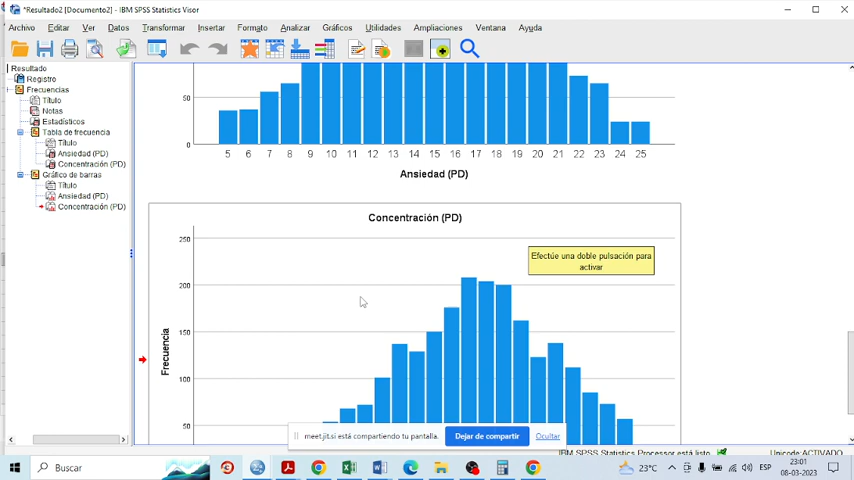 *Resultado2 [Documento2] - IBM SPSS Statistics Visor
Archivo Editar Ver Datos Transformar Insertar Formato Analizar Gráficos Utilidades Ampliaciones Ventana Ayuda
Resultado
Registro
Frecuencias
Título
Notas
Estadísticos
Tabla de frecuencia
Título
Ansiedad (PD)
Concentración (PD)
Gráfico de barras
Título
Ansiedad (PD)
Concentración (PD)
50
0
5 6 7 8 9 10 11 12 13 14 15 16 17 18 19 20 21 22 23 24 25
Ansiedad (PD)
Concentración (PD)
Efectúe una doble pulsación para
activar
250
200
150
100
50
Frecuencia
meet.jit.si está compartiendo tu pantalla. Dejar de compartir Ocultar
IBM SPSS Statistics Processor está listo Unicode:ACTIVADO
Buscar
23°C
ESP
23:01
08-03-2023